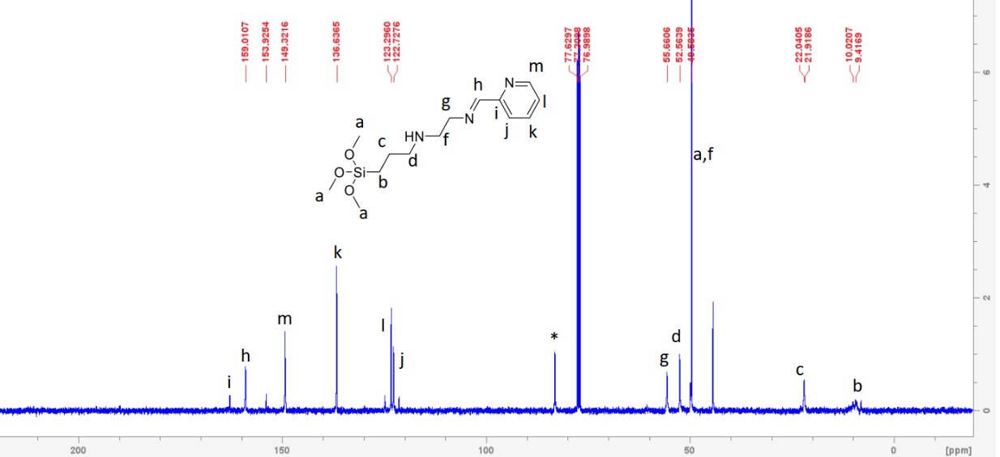 159.0107
153.9254
149.3216
136.6365
123.2960
122.7276
77.6297
77.3098
76.9898
55.6606
52.5639
22.0405
21.9186
10.0207
9.4169
N
m
h
g
i
l
N
j
k
a
c
HN
f
O
d
O
Si
b
a
O
a
a,f
k
m
l
*
d
h
j
g
c
i
b
6
4
2
0
200
150
100
50
0
[ppm]